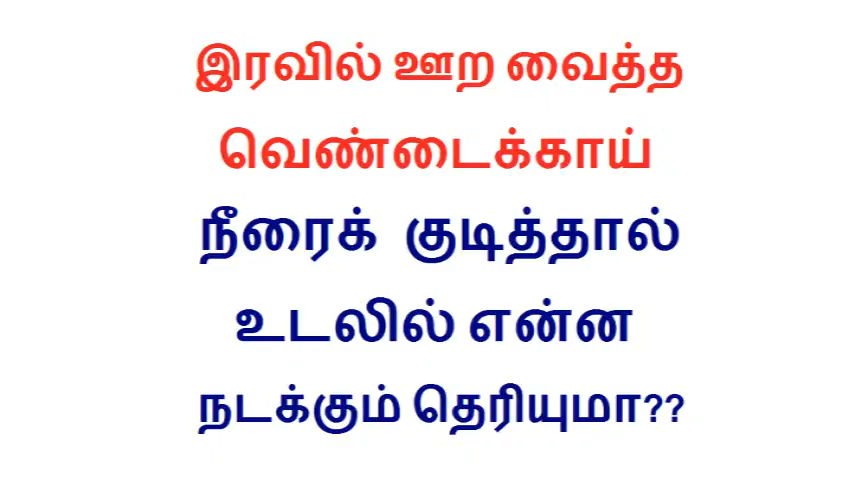 இரவில் ஊற வைத்த
வெண்டைக்காய்
நீரைக் குடித்தால்
உடலில் என்ன
நடக்கும் தெரியுமா??